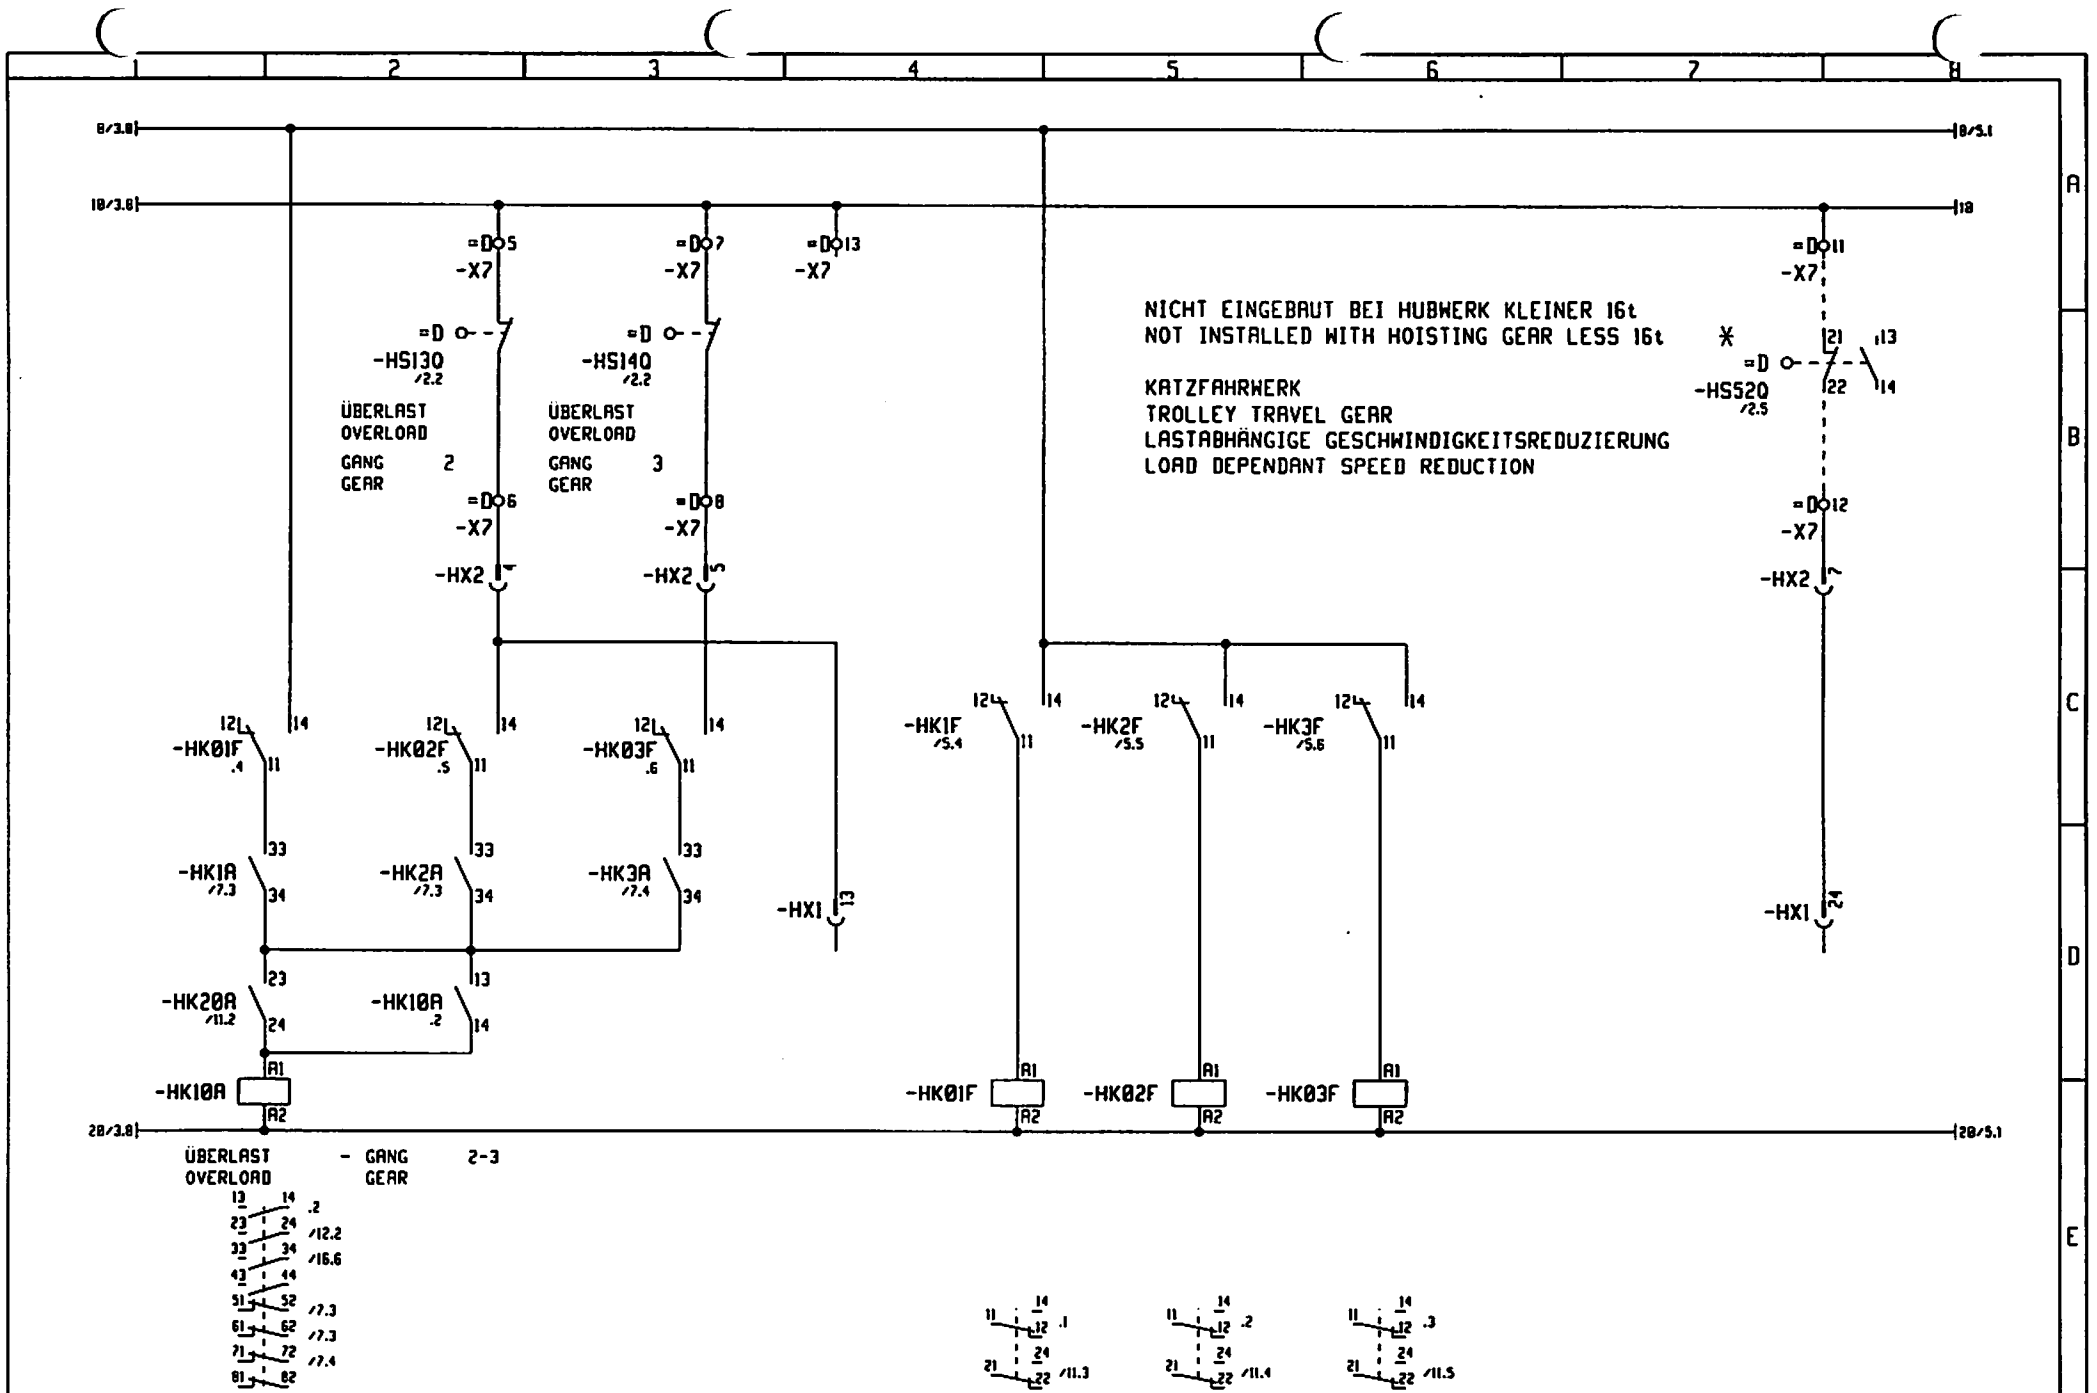 1 2 3 4 5 6 7 8
8/3.8 8/5.1
A
10/3.8 10
=D 5 =D 7 =D 13 =D 11
-X7 -X7 -X7 -X7
NICHT EINGEBAUT BEI HUBWERK KLEINER 16t
NOT INSTALLED WITH HOISTING GEAR LESS 16t * 21 13
=D =D =D
-HS13Q -HS14Q -HS52Q 22 14
/2.2 /2.2 /2.5
KATZFAHRWERK
TROLLEY TRAVEL GEAR
LASTABHÄNGIGE GESCHWINDIGKEITSREDUZIERUNG
LOAD DEPENDANT SPEED REDUCTION
ÜBERLAST ÜBERLAST
OVERLOAD OVERLOAD
B
GANG 2 GANG 3
GEAR GEAR
=D 6 =D 8 =D 12
-X7 -X7 -X7
-HX2 4 -HX2 5 -HX2 7
12 14 12 14 12 14
-HK1F 11 -HK2F 11 -HK3F 11
/5.4 /5.5 /5.6
C
12 14 12 14 12 14
-HK01F 11 -HK02F 11 -HK03F 11
.4 .5 .6
33 33 33
-HK1A -HK2A -HK3A
/7.3 34 /7.3 34 /7.4 34
-HX1 13 -HX1 24
D
23 13
-HK20A -HK10A
/11.2 24 .2 14
A1 A1 A1 A1
-HK10A -HK01F -HK02F -HK03F
A2 A2 A2 A2
20/3.8 20/5.1
ÜBERLAST - GANG 2-3
OVERLOAD GEAR
13 14 .2
23 24 /12.2
33 34 /16.6
43 44
51 52 /7.3
61 62 /7.3
71 72 /7.4
81 82
E
14 14 14
11 12 .1 11 12 .2 11 12 .3
24 24 24
21 22 /11.3 21 22 /11.4 21 22 /11.5